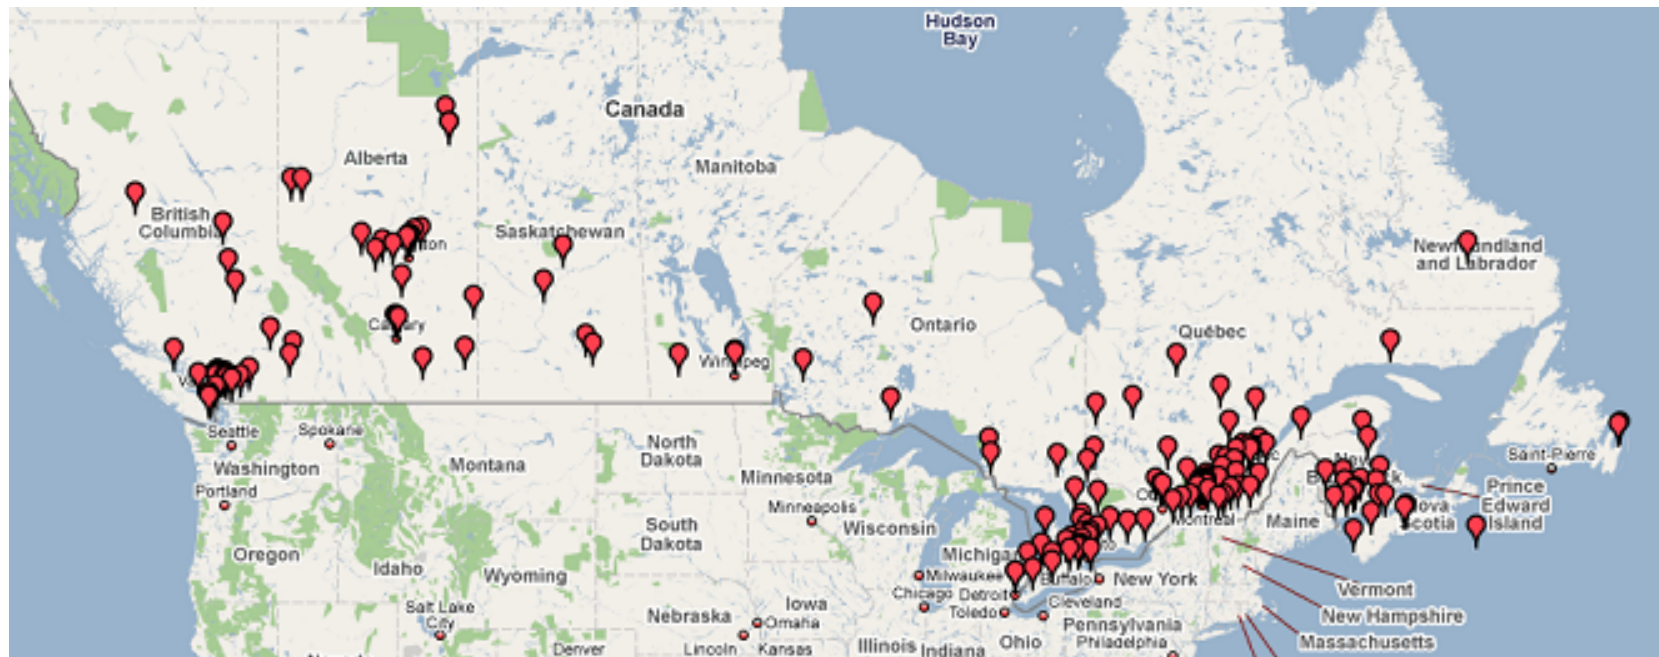 Hudson
Bay
Canada
Alberta
Manitoba
British
Columbia
Saskatchewan
Newfoundland
and Labrador
Ontario
Québec
Calgary
Winnipeg
Seattle
Spokane
Washington
Montana
North
Dakota
Minnesota
Saint-Pierre
Prince
Edward
Island
Portland
Minneapolis
Wisconsin
Montreal
Maine
Nova
Scotia
South
Dakota
Oregon
Idaho
Wyoming
Michigan
Milwaukee
Buffalo
New York
Vermont
Chicago
Detroit
Toledo
Cleveland
New Hampshire
Salt Lake
City
Nebraska
Iowa
Omaha
Pennsylvania
Massachusetts
Denver
Lincoln
Kansas
Illinois
Indiana
Ohio
Philadelphia